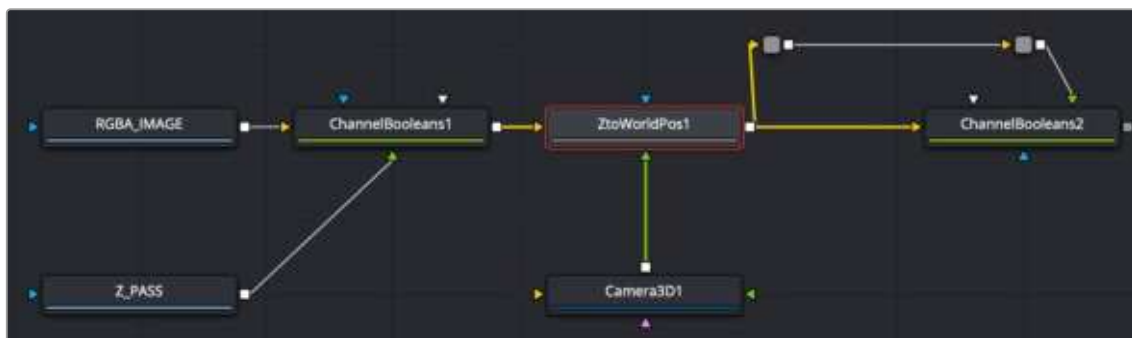 RGBA_IMAGE
ChannelBooleans1
ZtoWorldPos1
ChannelBooleans2
Z_PASS
Camera3D1